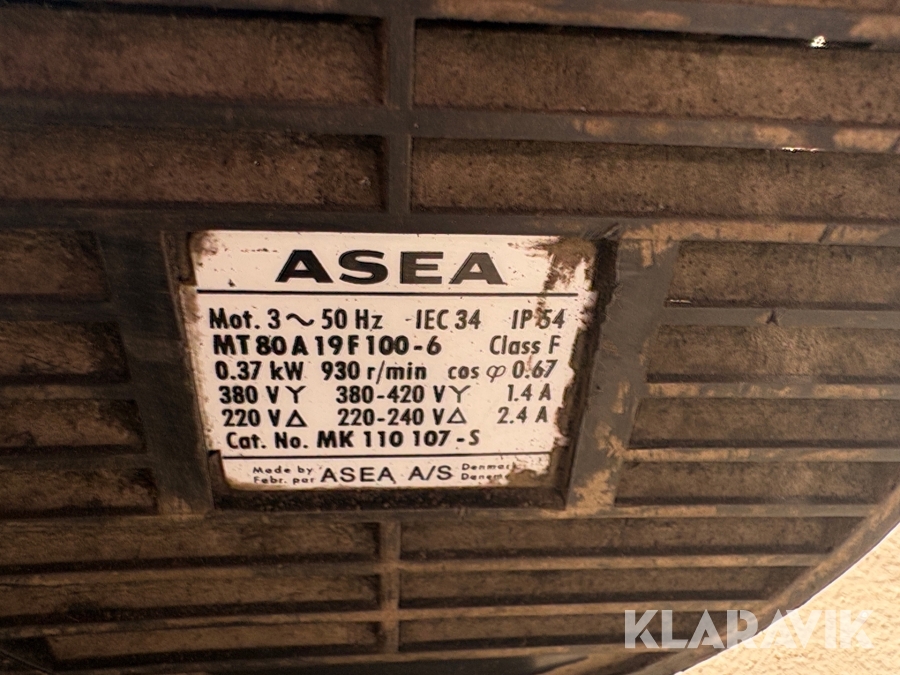 ASEA
Mot. 3~50 Hz IEC 34 IP 54
MT 80 A 19 F 100-6 Class F
0.37 kW 930 r/min cos φ 0.67
380 V Y 380-420 V Y 1.4 A
220 V Δ 220-240 V Δ 2.4 A
Cat. No. MK 110 107-S
Made by ASEA A/S Denmark
Febr. par
KLARAVIK